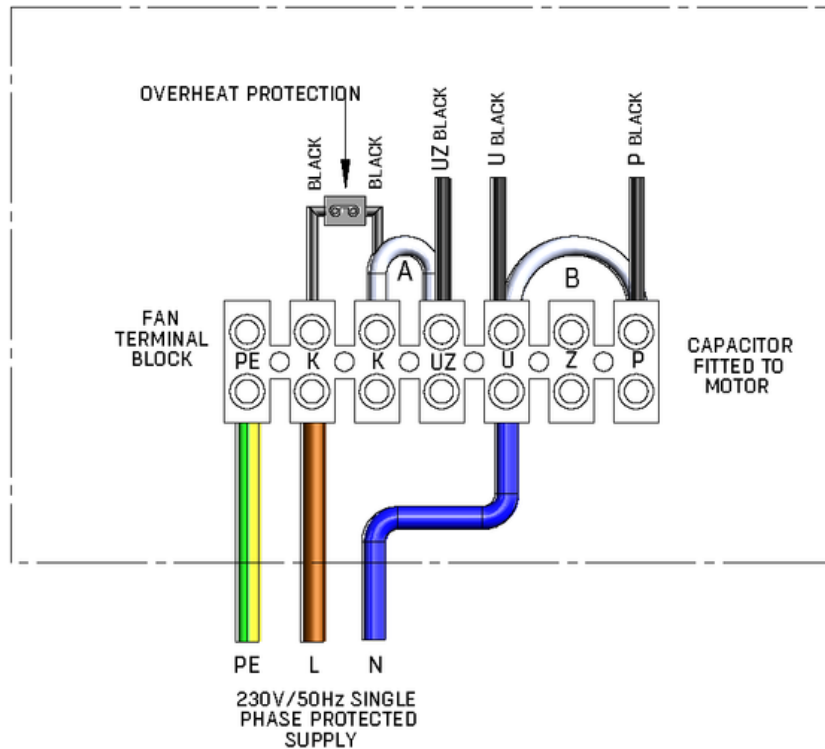 OVERHEAT PROTECTION
BLACK
BLACK
UZ BLACK
U BLACK
P BLACK
A
B
FAN
TERMINAL
BLOCK
PE K K UZ U Z P
CAPACITOR
FITTED TO
MOTOR
PE L N
230V/50Hz SINGLE
PHASE PROTECTED
SUPPLY